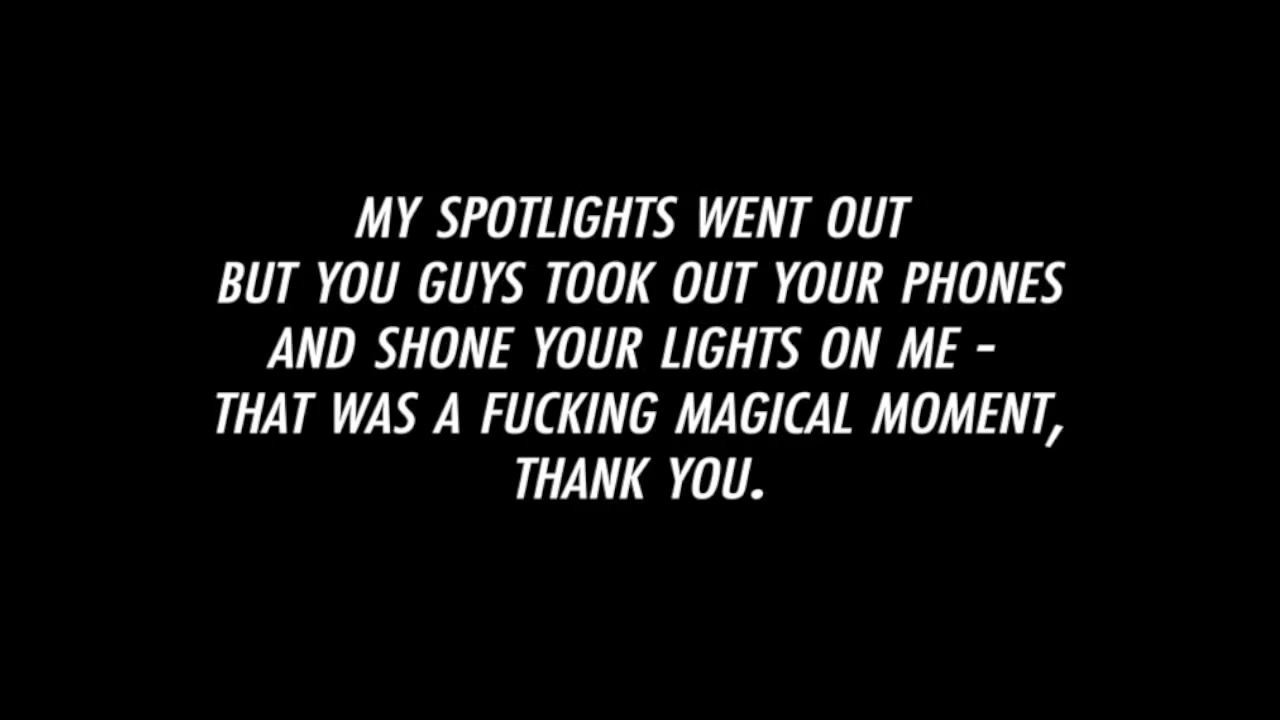 MY SPOTLIGHTS WENT OUT
BUT YOU GUYS TOOK OUT YOUR PHONES
AND SHONE YOUR LIGHTS ON ME -
THAT WAS A FUCKING MAGICAL MOMENT,
THANK YOU.